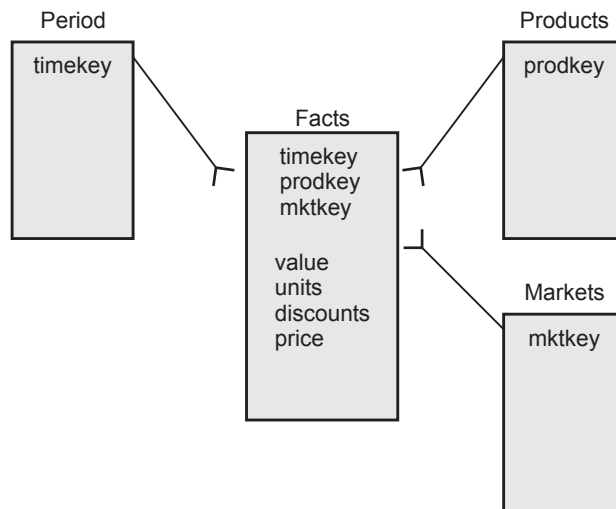 Period
timekey
Products
prodkey
Facts
timekey
prodkey
mktkey
value
units
discounts
price
Markets
mktkey